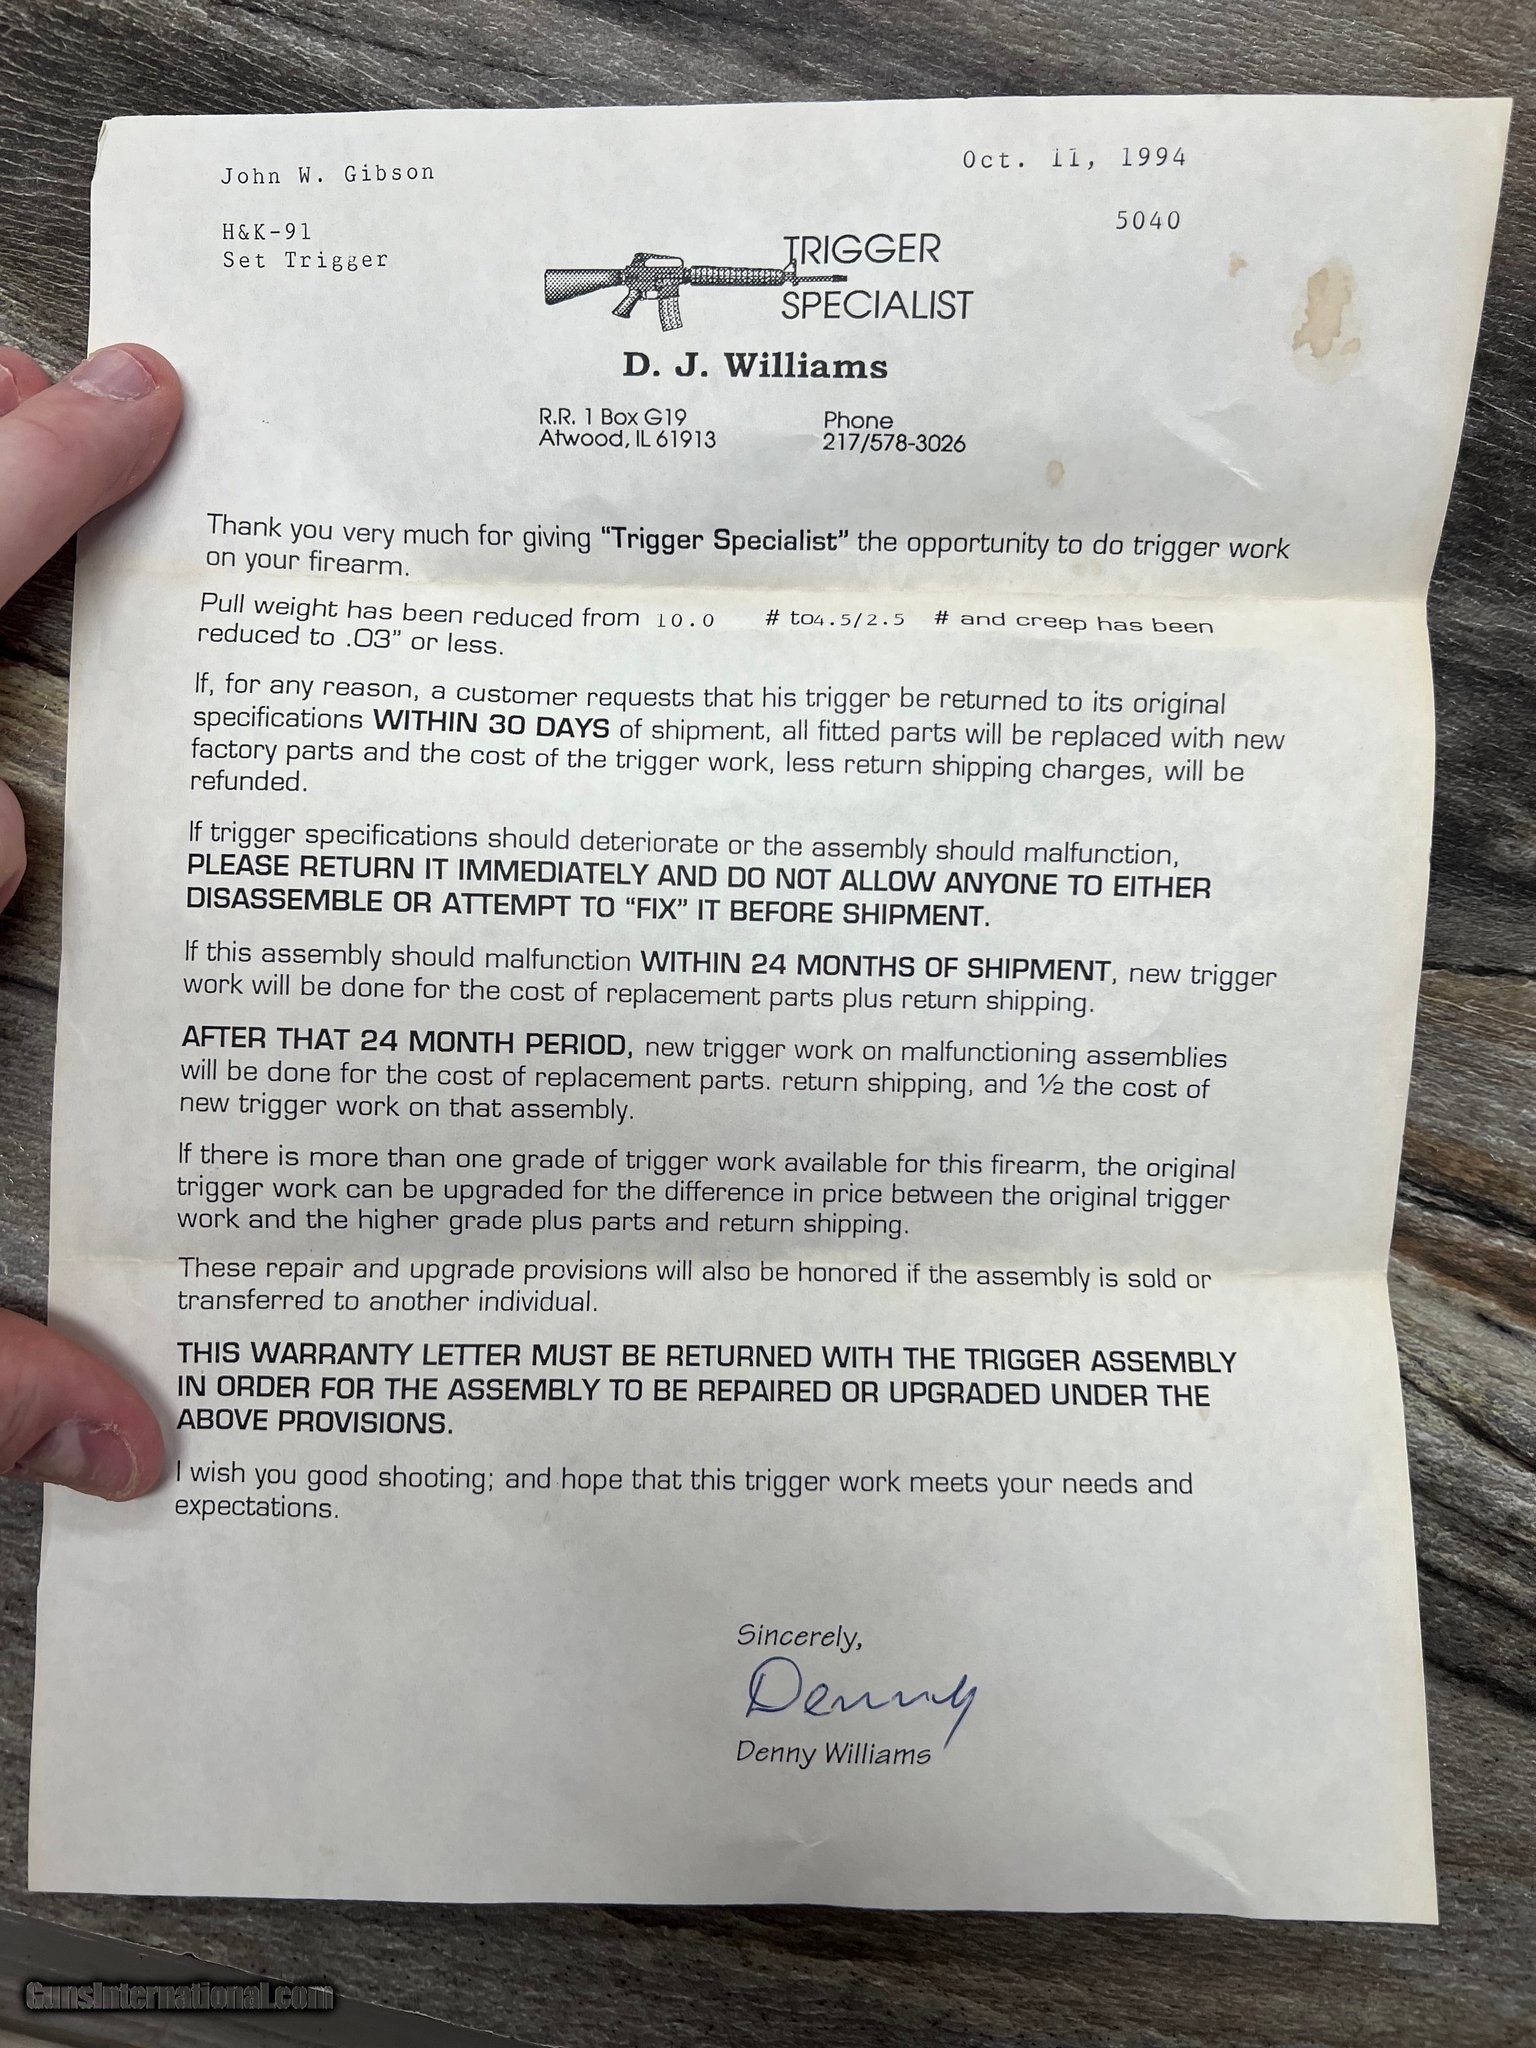 John W. Gibson
Oct. 11, 1994
H&K-91
5040
Set Trigger
TRIGGER
SPECIALIST
D. J. Williams
R.R. 1 Box G19
Phone
Atwood, IL 61913
217/578-3026
Thank you very much for giving “Trigger Specialist” the opportunity to do trigger work
on your firearm.
Pull weight has been reduced from 10.0 # to4.5/2.5 # and creep has been
reduced to .03” or less.
If, for any reason, a customer requests that his trigger be returned to its original
specifications WITHIN 30 DAYS of shipment, all fitted parts will be replaced with new
factory parts and the cost of the trigger work, less return shipping charges, will be
refunded.
If trigger specifications should deteriorate or the assembly should malfunction,
PLEASE RETURN IT IMMEDIATELY AND DO NOT ALLOW ANYONE TO EITHER
DISASSEMBLE OR ATTEMPT TO “FIX” IT BEFORE SHIPMENT.
If this assembly should malfunction WITHIN 24 MONTHS OF SHIPMENT, new trigger
work will be done for the cost of replacement parts plus return shipping.
AFTER THAT 24 MONTH PERIOD, new trigger work on malfunctioning assemblies
will be done for the cost of replacement parts. return shipping, and ½ the cost of
new trigger work on that assembly.
If there is more than one grade of trigger work available for this firearm, the original
trigger work can be upgraded for the difference in price between the original trigger
work and the higher grade plus parts and return shipping.
These repair and upgrade provisions will also be honored if the assembly is sold or
transferred to another individual.
THIS WARRANTY LETTER MUST BE RETURNED WITH THE TRIGGER ASSEMBLY
IN ORDER FOR THE ASSEMBLY TO BE REPAIRED OR UPGRADED UNDER THE
ABOVE PROVISIONS.
I wish you good shooting; and hope that this trigger work meets your needs and
expectations.
Sincerely,
Denny
Denny Williams
GunsInternational.com